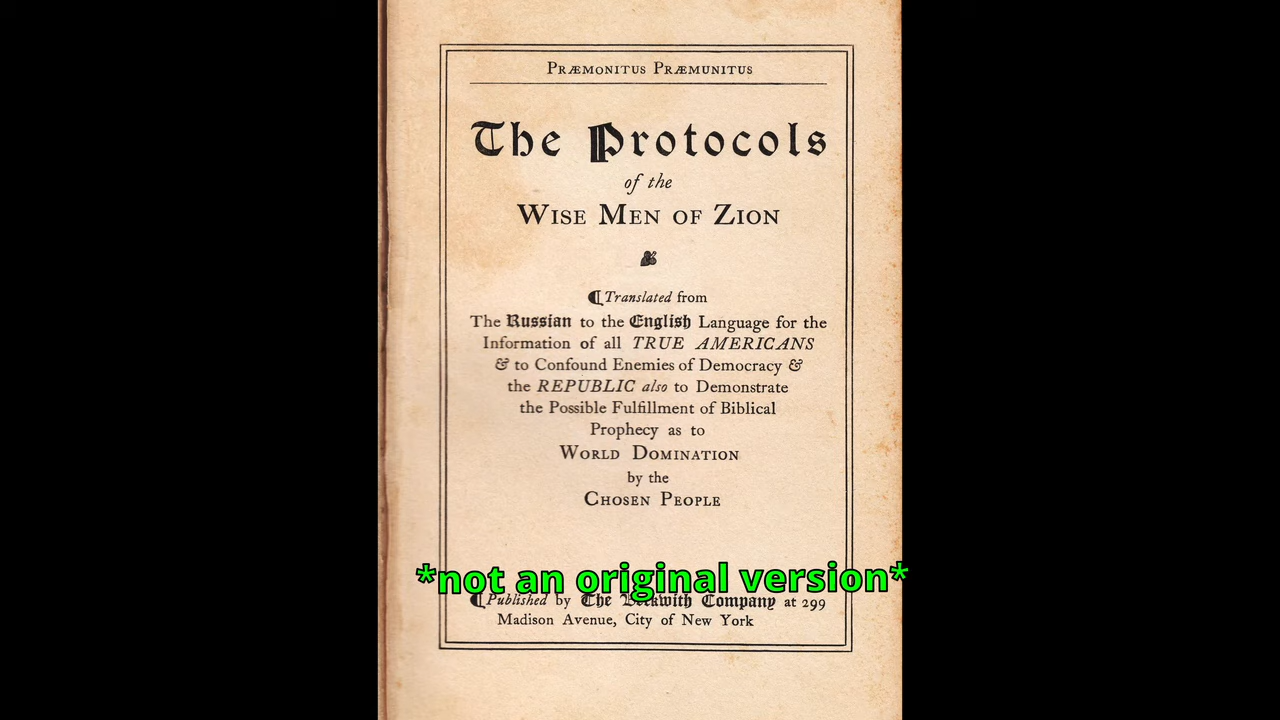 PRÆMONITUS PRÆMUNITUS
The Protocols
of the
WISE MEN OF ZION
¶ Translated from
The Russian to the English Language for the
Information of all TRUE AMERICANS
& to Confound Enemies of Democracy &
the REPUBLIC also to Demonstrate
the Possible Fulfillment of Biblical
Prophecy as to
WORLD DOMINATION
by the
CHOSEN PEOPLE
*not an original version*
¶ Published by The Beckwith Company at 299
Madison Avenue, City of New York